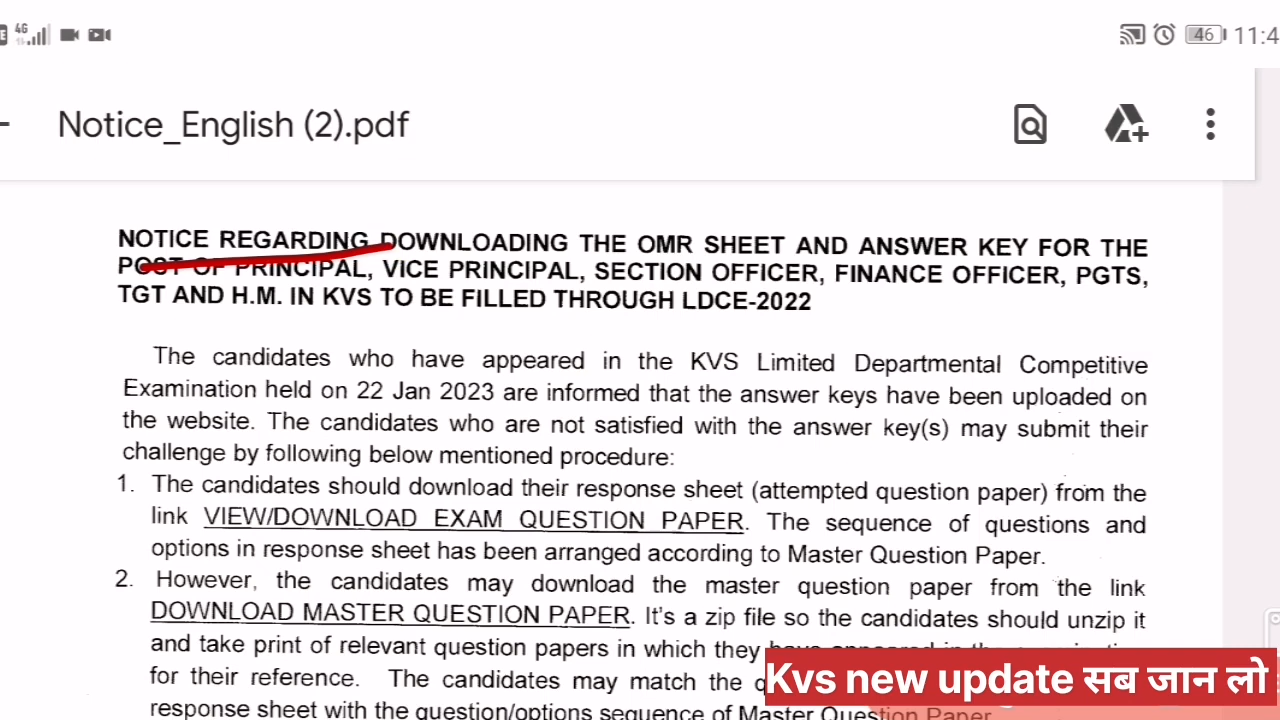 4G 46 11:4
Notice_English (2).pdf
NOTICE REGARDING DOWNLOADING THE OMR SHEET AND ANSWER KEY FOR THE
POST OF PRINCIPAL, VICE PRINCIPAL, SECTION OFFICER, FINANCE OFFICER, PGTS,
TGT AND H.M. IN KVS TO BE FILLED THROUGH LDCE-2022
The candidates who have appeared in the KVS Limited Departmental Competitive
Examination held on 22 Jan 2023 are informed that the answer keys have been uploaded on
the website. The candidates who are not satisfied with the answer key(s) may submit their
challenge by following below mentioned procedure:
1. The candidates should download their response sheet (attempted question paper) from the
link VIEW/DOWNLOAD EXAM QUESTION PAPER. The sequence of questions and
options in response sheet has been arranged according to Master Question Paper.
2. However, the candidates may download the master question paper from the link
DOWNLOAD MASTER QUESTION PAPER. It's a zip file so the candidates should unzip it
and take print of relevant question papers in which they
for their reference. The candidates may match the
response sheet with the question/options sequence of Master Question Paper.
Kvs new update सब जान लो